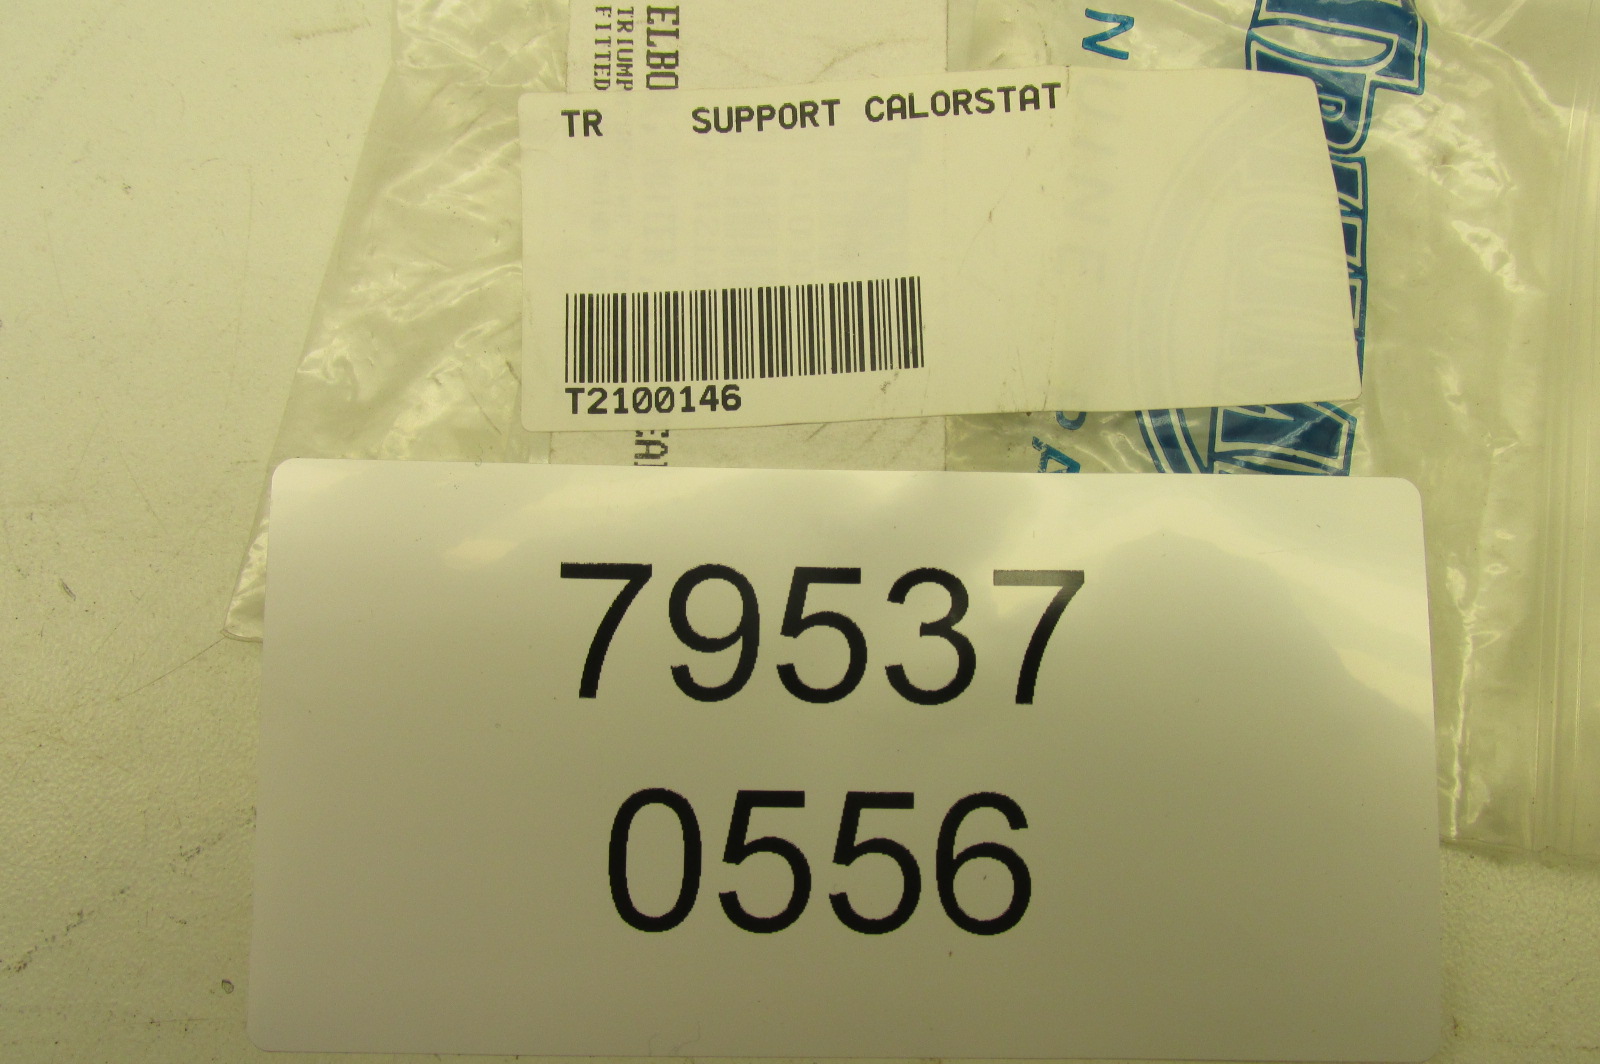 ELBO
TRIUMP
FITTED
TR SUPPORT CALORSTAT
T2100146
79537
0556